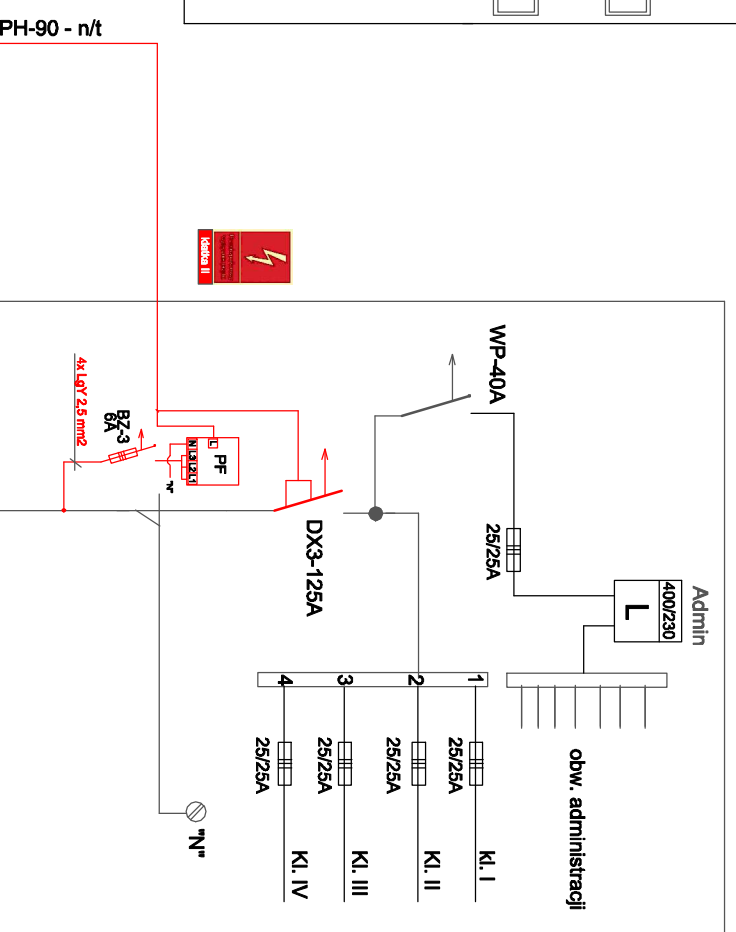 PH-90 - n/t
klatka II
WP-40A
4x LgY 2,5 mm2
BZ-3
6A
L
PF
N
L3
L2
L1
"N"
DX3-125A
25/25A
400/230
L
Admin
4
3
2
1
25/25A
25/25A
25/25A
25/25A
obw. administracji
kl. I
Kl. II
Kl. III
Kl. IV
"N"